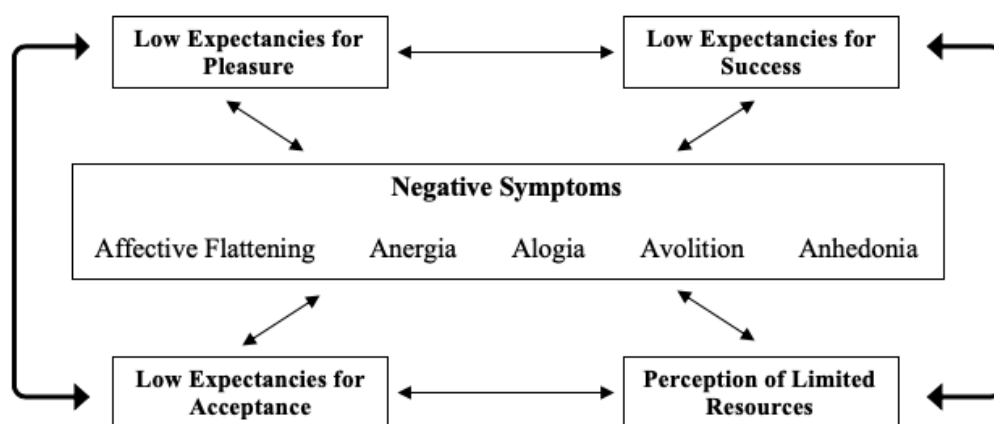 Low Expectancies for
Pleasure
Low Expectancies for
Success
Negative Symptoms
Affective Flattening Anergia Alogia Avolition Anhedonia
Low Expectancies for
Acceptance
Perception of Limited
Resources